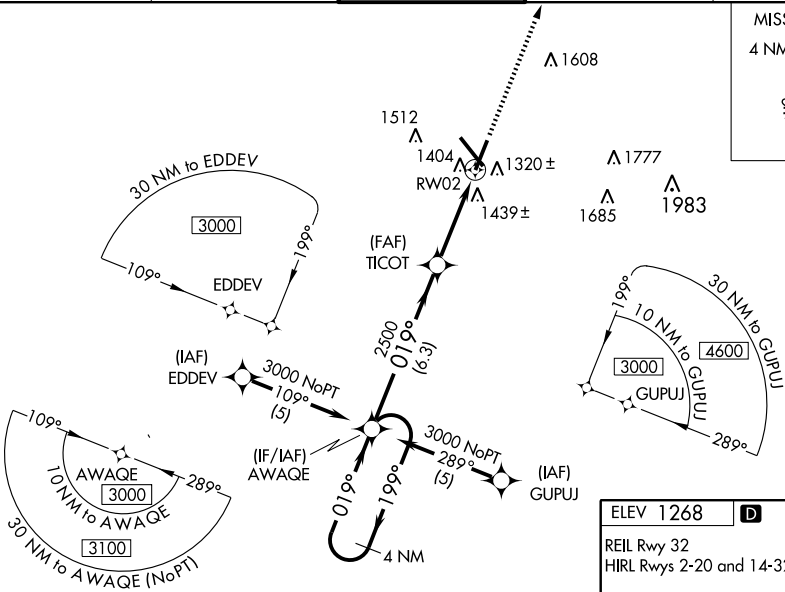 MISS
4 NM
1608
1512
1404
1320 ±
RW02
1439 ±
1777
1685
1983
30 NM to EDDEV
3000
199°
109°
EDDEV
(FAF)
TICOT
2500
019°
(6.3)
(IAF)
EDDEV
3000 NoPT
109°
(5)
199°
30 NM to GUPUJ
10 NM to GUPUJ
4600
3000
GUPUJ
289°
(IF/IAF)
AWAQE
3000 NoPT
289°
(5)
(IAF)
GUPUJ
019°
199°
4 NM
109°
AWAQE
289°
3000
10 NM to AWAQE
3100
30 NM to AWAQE (NoPT)
ELEV 1268 D
REIL Rwy 32
HIRL Rwys 2-20 and 14-32